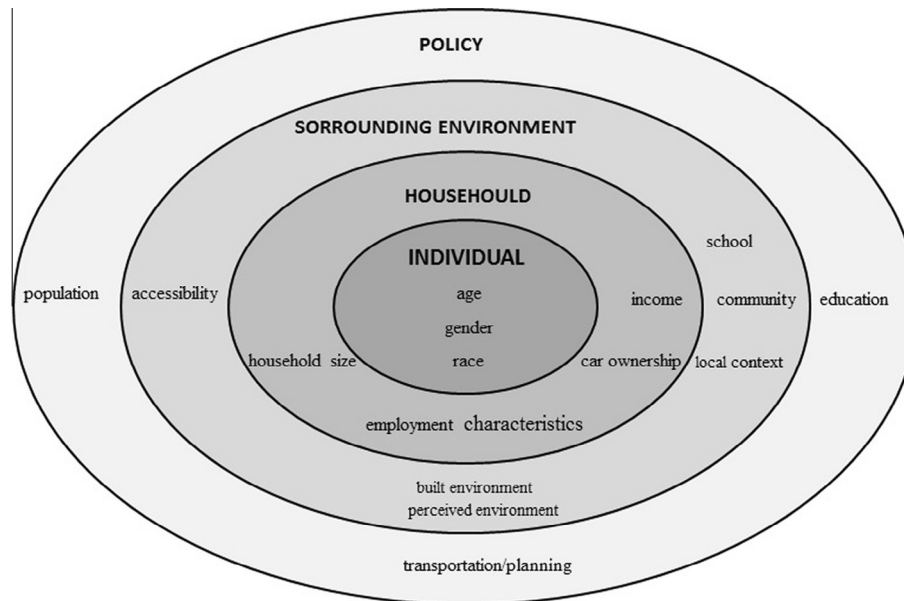 POLICY
SORROUNDING ENVIRONMENT
HOUSEHOULD
INDIVIDUAL
age
gender
race
household size
income
car ownership
employment characteristics
accessibility
school
community
local context
built environment
perceived environment
population
education
transportation/planning